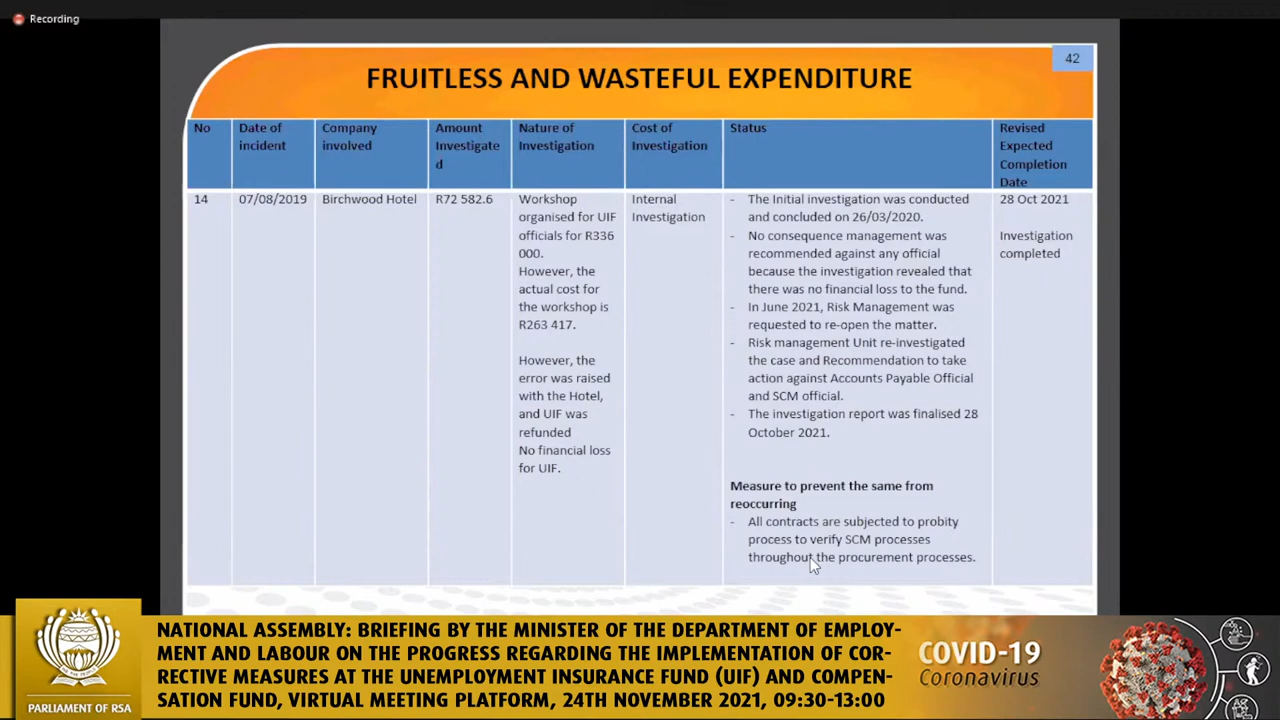 Recording
42
FRUITLESS AND WASTEFUL EXPENDITURE
No
Date of
incident
Company
involved
Amount
Investigate
d
Nature of
Investigation
Cost of
Investigation
Status
Revised
Expected
Completion
Date
14
07/08/2019
Birchwood Hotel
R72 582.6
Workshop
organised for UIF
officials for R336
000.
However, the
actual cost for
the workshop is
R263 417.
However, the
error was raised
with the Hotel,
and UIF was
refunded
No financial loss
for UIF.
Internal
Investigation
- The Initial investigation was conducted
and concluded on 26/03/2020.
- No consequence management was
recommended against any official
because the investigation revealed that
there was no financial loss to the fund.
- In June 2021, Risk Management was
requested to re-open the matter.
- Risk management Unit re-investigated
the case and Recommendation to take
action against Accounts Payable Official
and SCM official.
- The investigation report was finalised 28
October 2021.
Measure to prevent the same from
reoccurring
- All contracts are subjected to probity
process to verify SCM processes
throughout the procurement processes.
28 Oct 2021
Investigation
completed
PARLIAMENT OF RSA
NATIONAL ASSEMBLY: BRIEFING BY THE MINISTER OF THE DEPARTMENT OF EMPLOY-
MENT AND LABOUR ON THE PROGRESS REGARDING THE IMPLEMENTATION OF COR-
RECTIVE MEASURES AT THE UNEMPLOYMENT INSURANCE FUND (UIF) AND COMPEN-
SATION FUND, VIRTUAL MEETING PLATFORM, 24TH NOVEMBER 2021, 09:30-13:00
COVID-19
Coronavirus